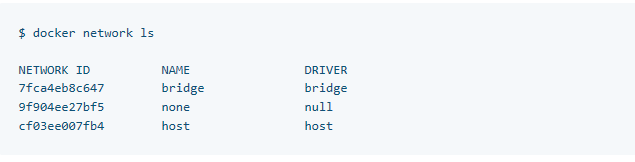 $ docker network ls
NETWORK ID NAME DRIVER
7fca4eb8c647 bridge bridge
9f904ee27bf5 none null
cf03ee007fb4 host host